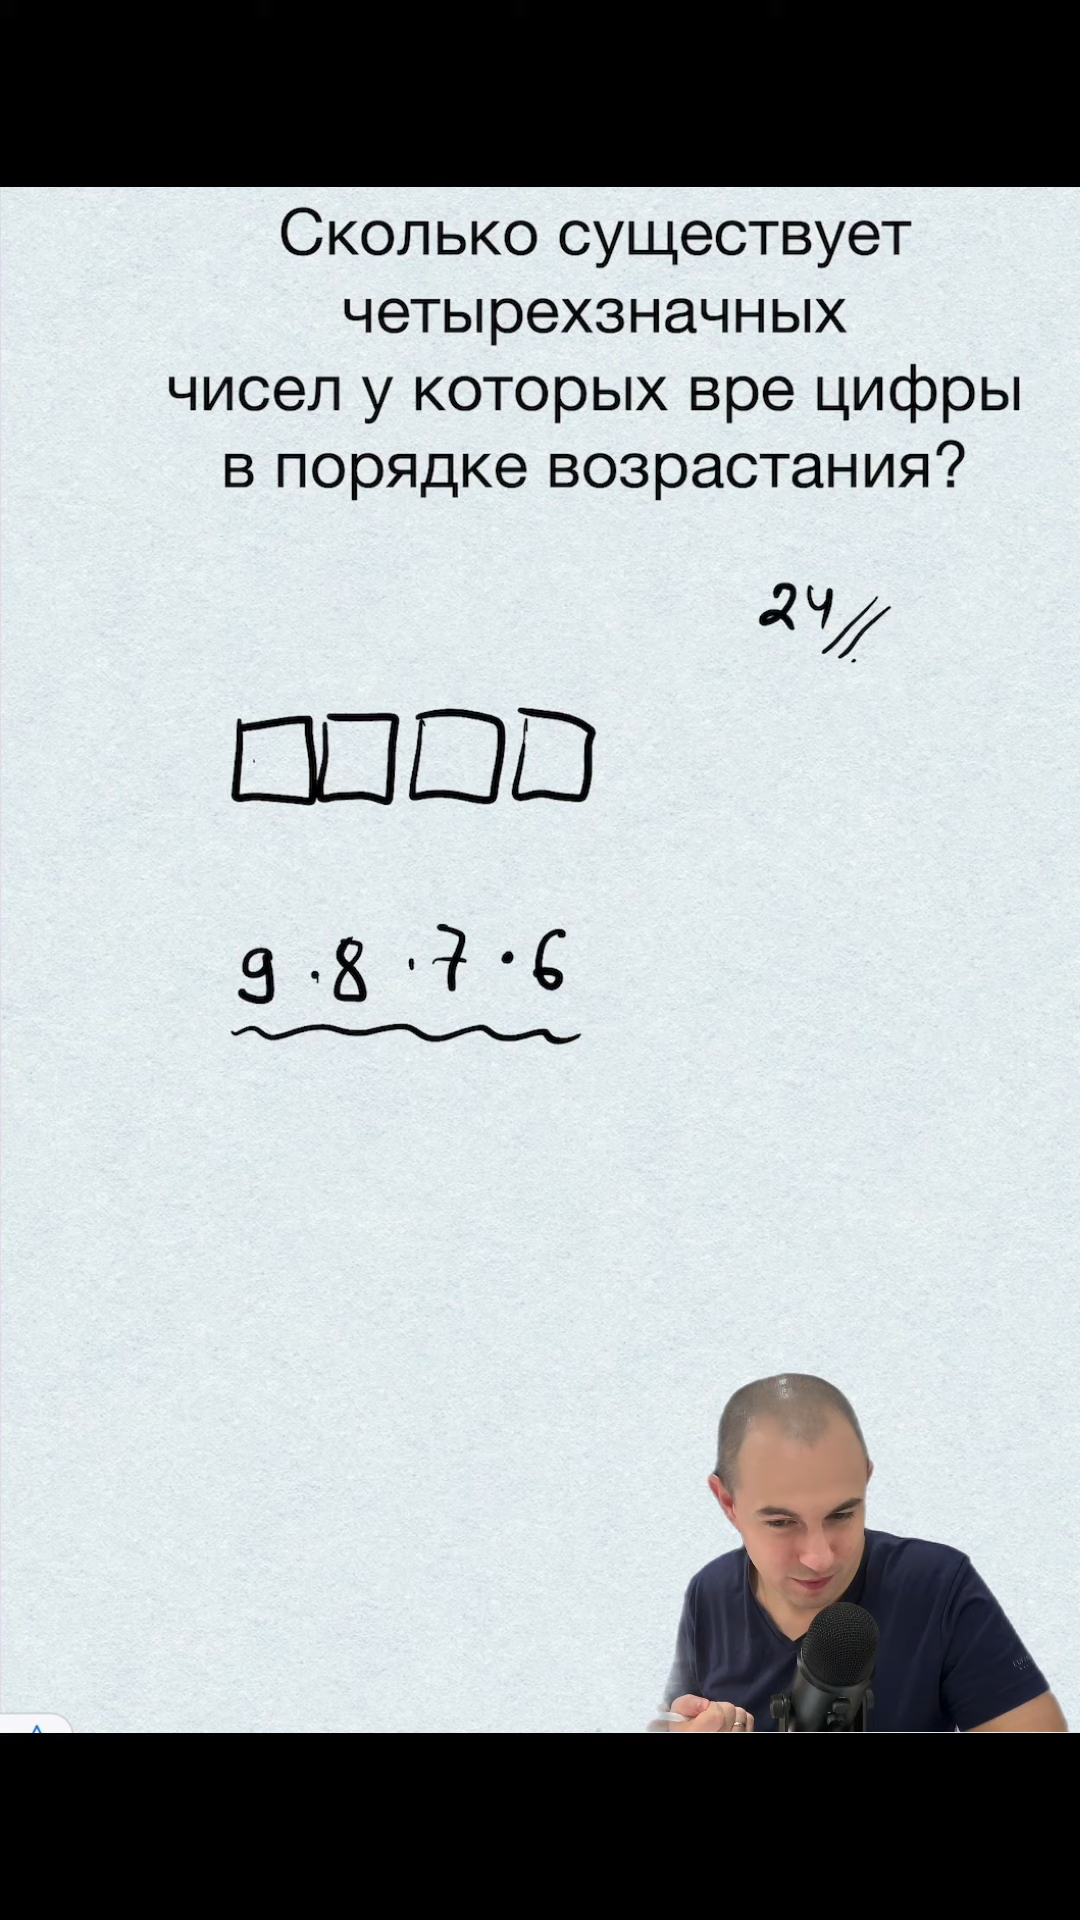 Сколько существует
четырехзначных
чисел у которых вре цифры
в порядке возрастания?
24//
9 · 8 · 7 · 6